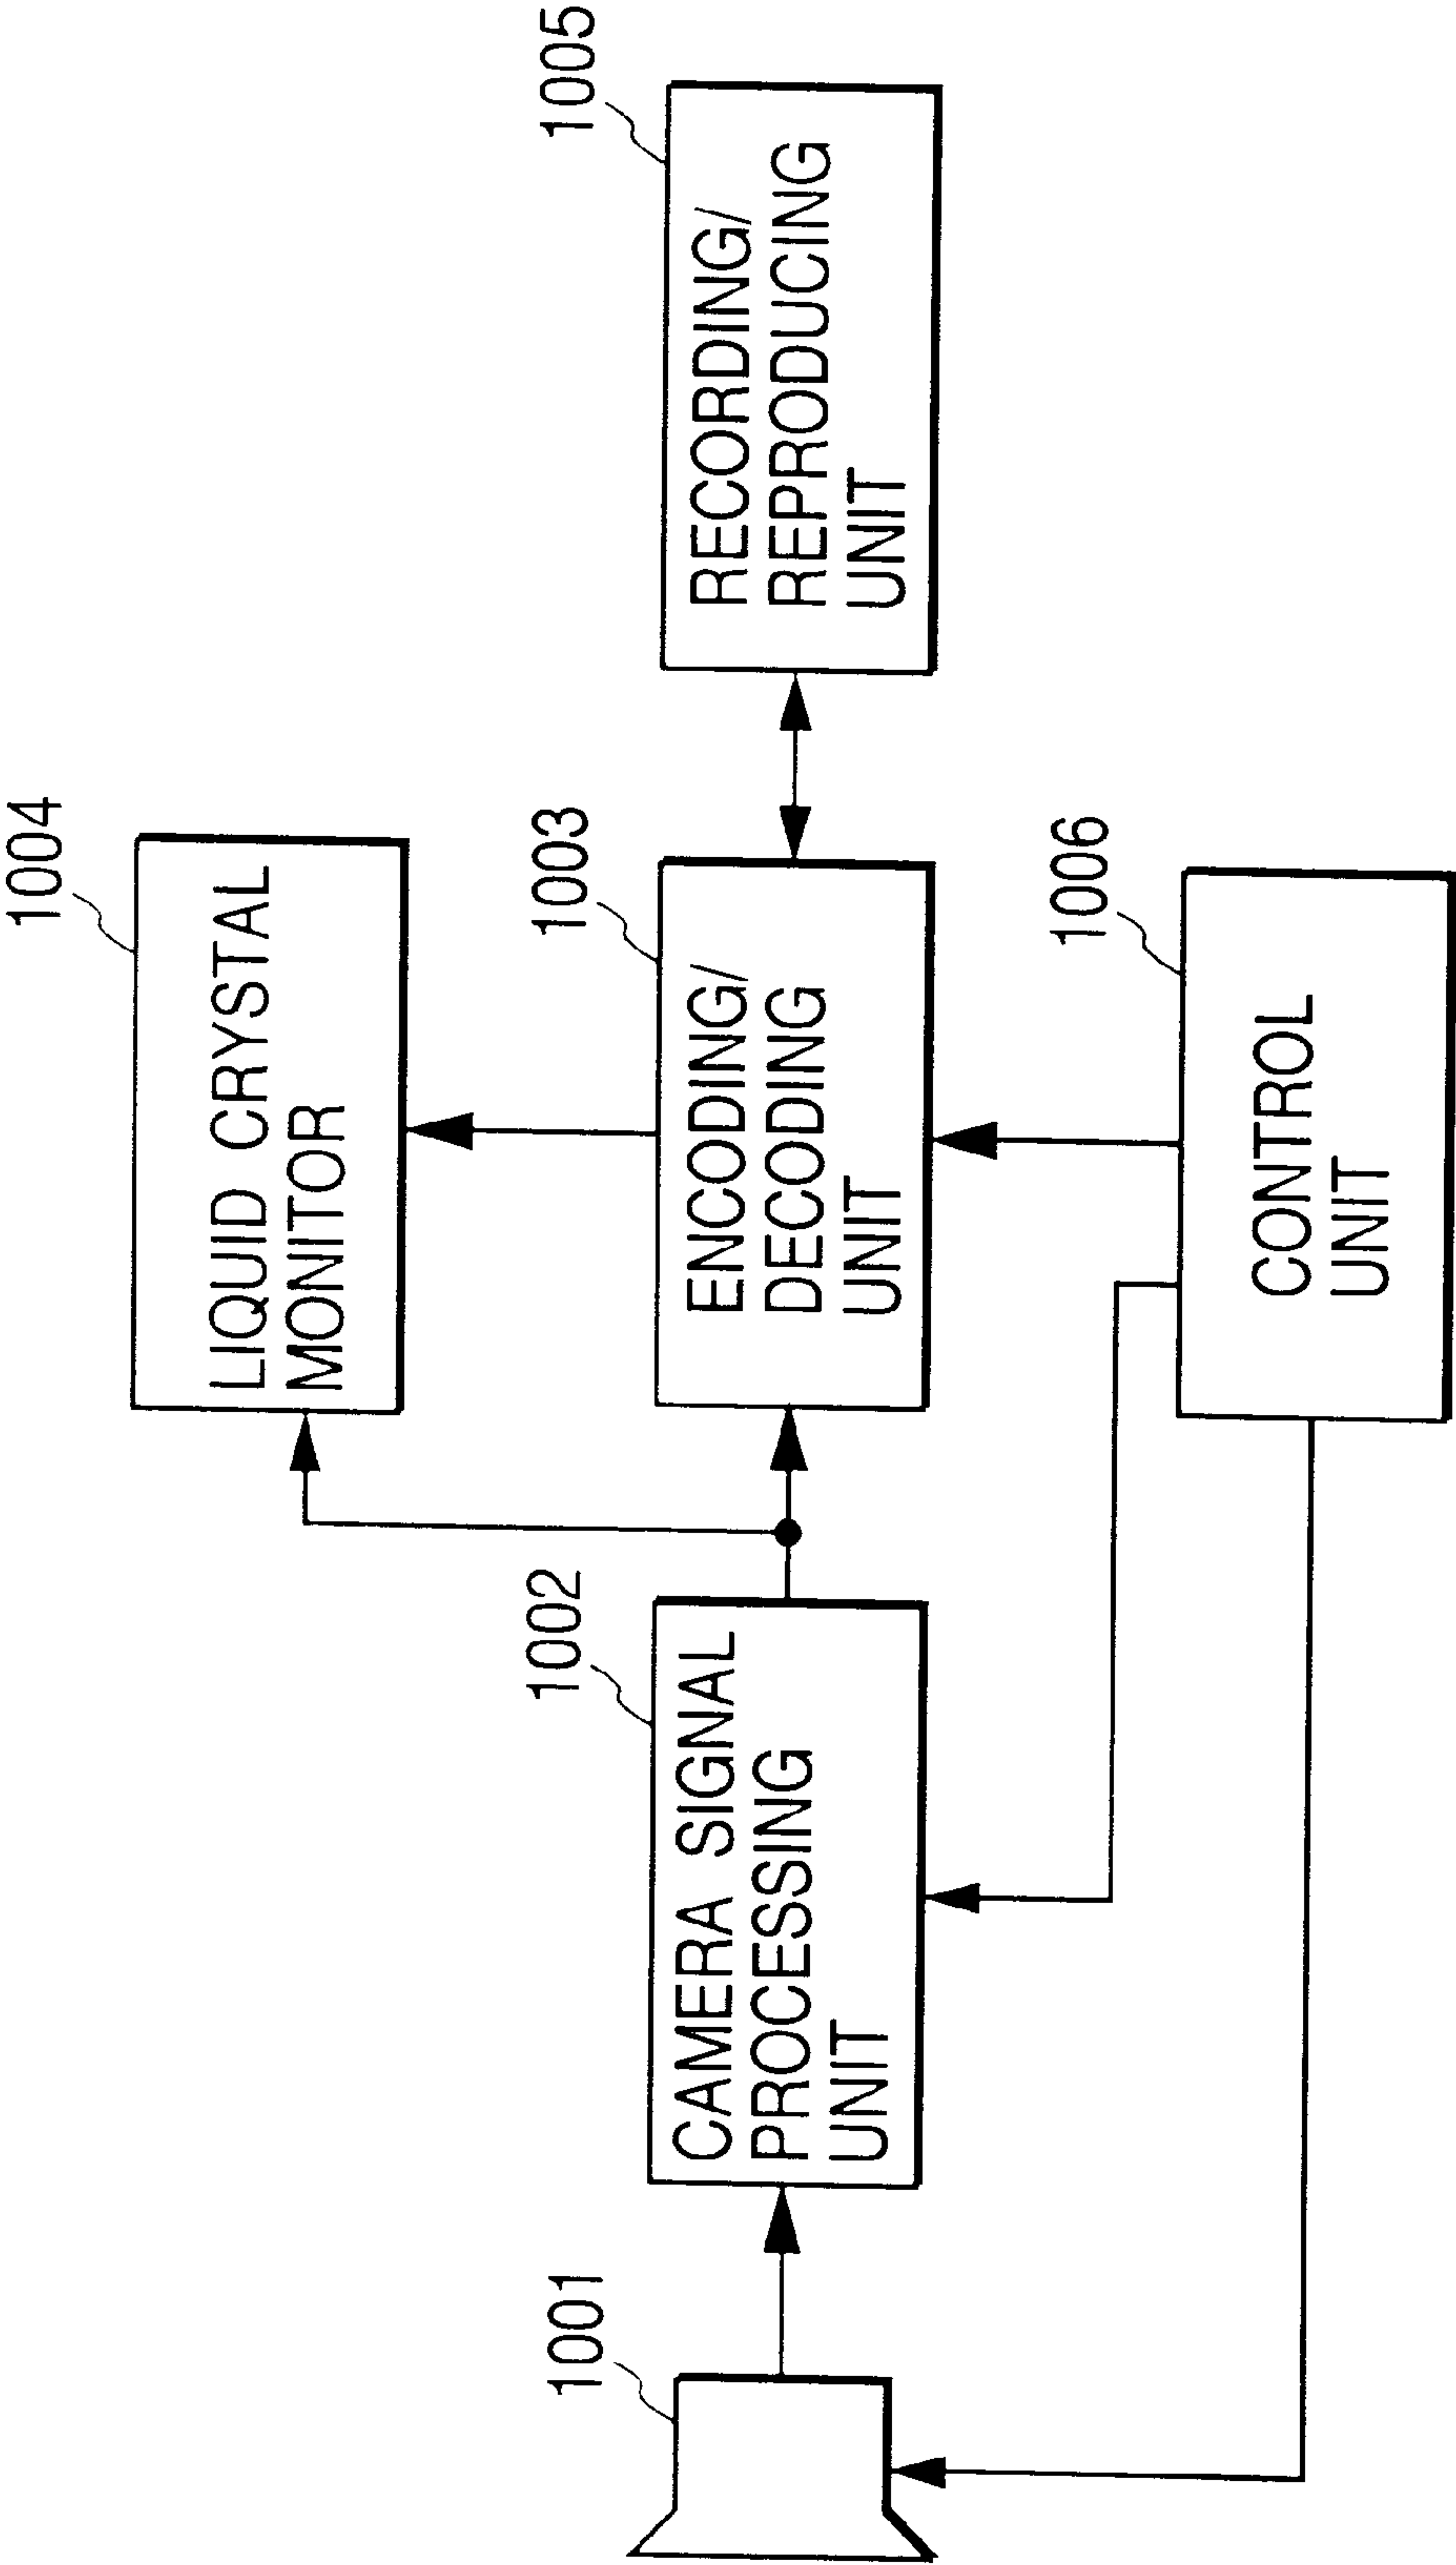 1004
LIQUID CRYSTAL
MONITOR
1001
1002
1003
1005
CAMERA SIGNAL
PROCESSING
UNIT
ENCODING/
DECODING
UNIT
RECORDING/
REPRODUCING
UNIT
1006
CONTROL
UNIT